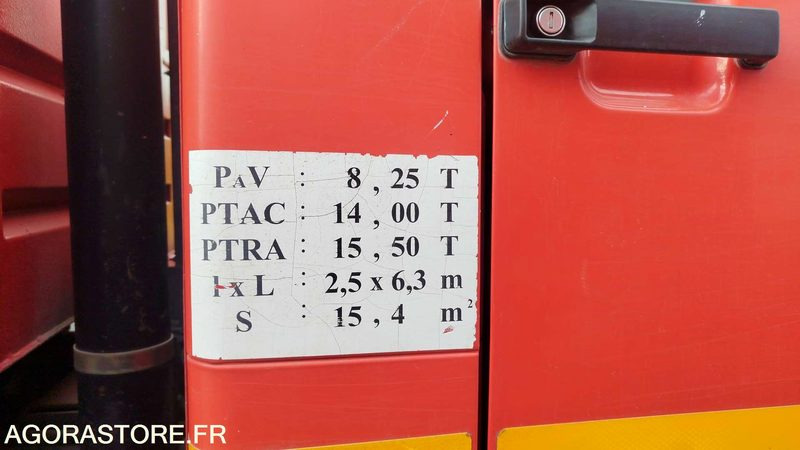 PAV : 8,25 T
PTAC : 14,00 T
PTRA : 15,50 T
l x L : 2,5 x 6,3 m
S : 15,4 m²
AGORASTORE.FR